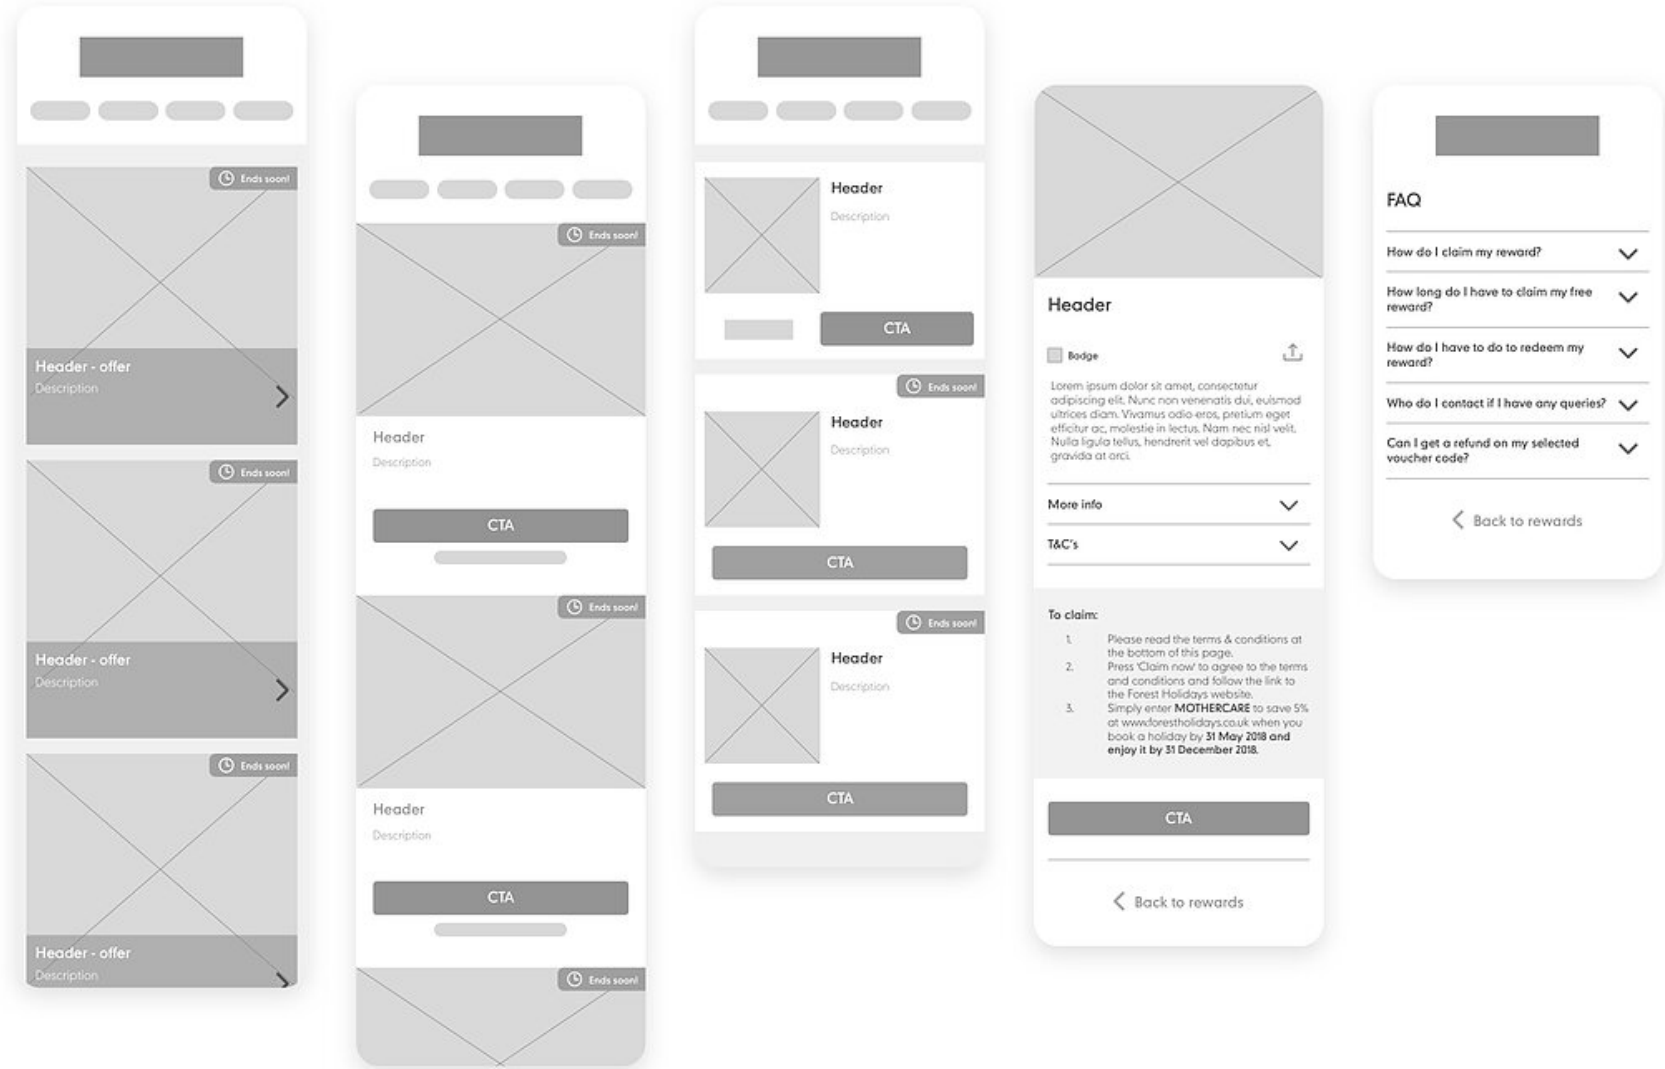 Ends soon!
Header - offer
Description
Ends soon!
Header - offer
Description
Ends soon!
Header - offer
Description
Ends soon!
Header
Description
CTA
Ends soon!
Header
Description
CTA
Ends soon!
Header
Description
CTA
Ends soon!
Header
Description
CTA
Ends soon!
Header
Description
CTA
Header
Badge
Lorem ipsum dolor sit amet, consectetur
adipiscing elit. Nunc non venenatis dui, euismod
ultrices diam. Vivamus odio eros, pretium eget
efficitur ac, molestie in lectus. Nam nec nisl velit.
Nulla ligula tellus, hendrerit vel dapibus et,
gravida at orci.
More info
T&C's
To claim:
1. Please read the terms & conditions at
the bottom of this page.
2. Press 'Claim now' to agree to the terms
and conditions and follow the link to
the Forest Holidays website.
3. Simply enter MOTHERCARE to save 5%
at www.forestholidays.co.uk when you
book a holiday by 31 May 2018 and
enjoy it by 31 December 2018.
CTA
Back to rewards
FAQ
How do I claim my reward?
How long do I have to claim my free
reward?
How do I have to do to redeem my
reward?
Who do I contact if I have any queries?
Can I get a refund on my selected
voucher code?
Back to rewards